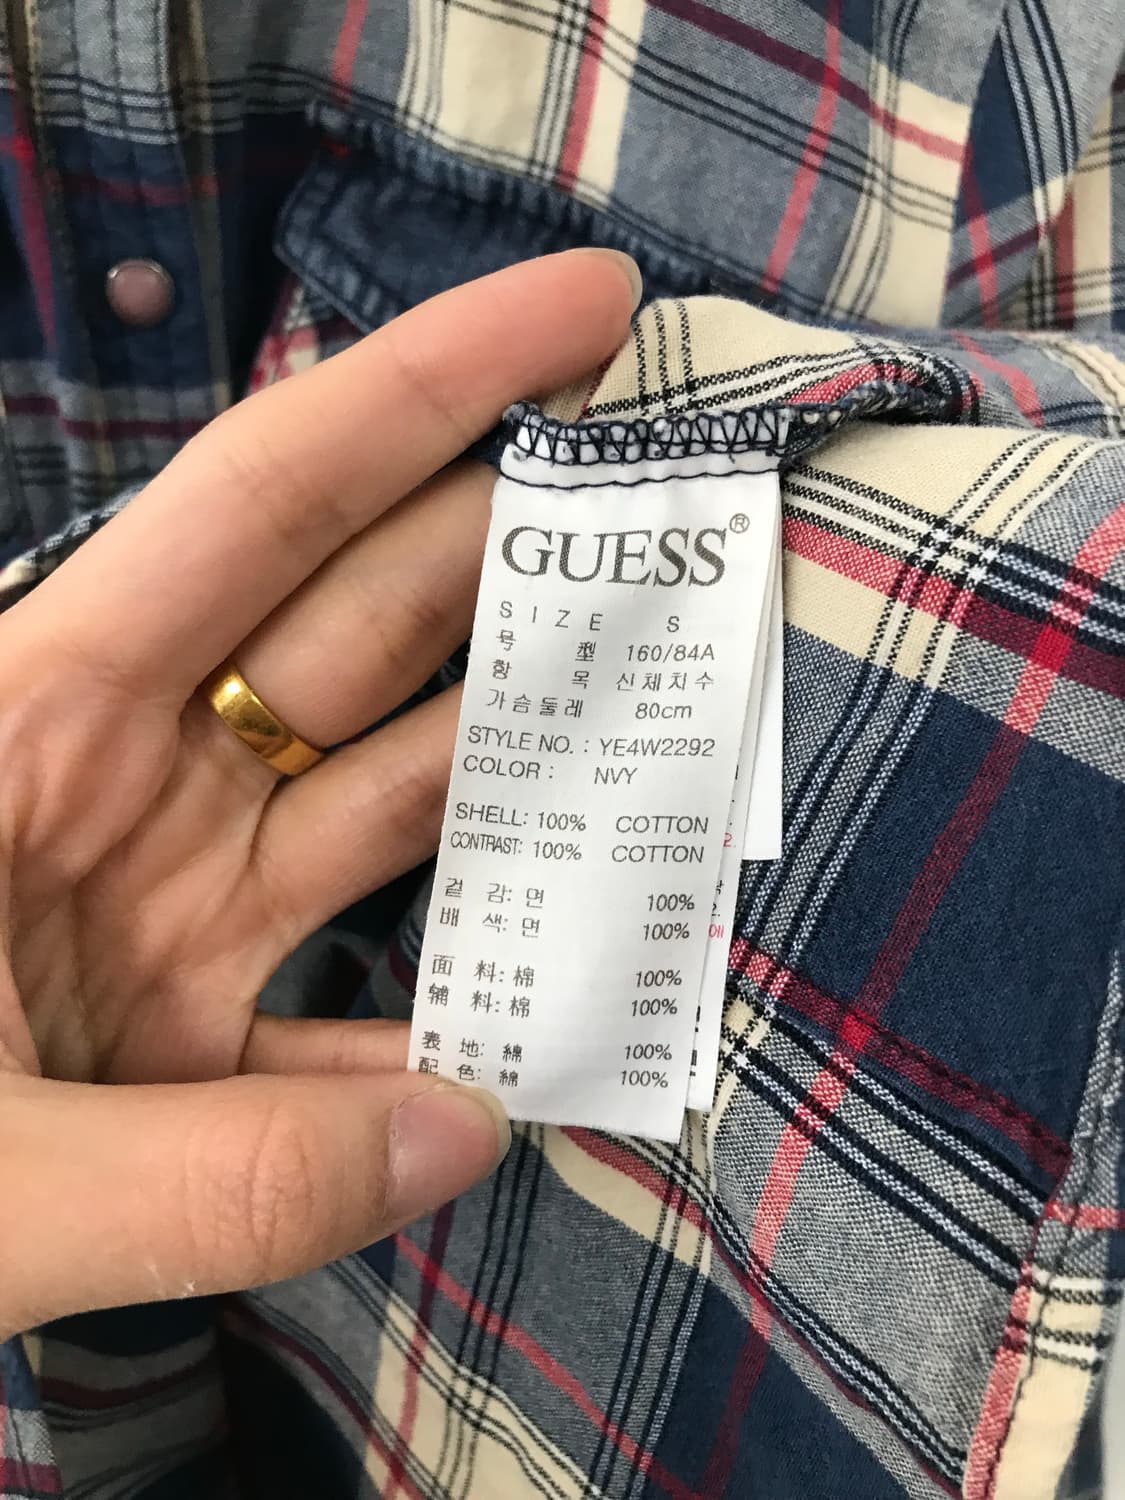 GUESS®
SIZE S
号 型 160/84A
항 목 신체치수
가슴둘레 80cm
STYLE NO. : YE4W2292
COLOR : NVY
SHELL: 100% COTTON
CONTRAST: 100% COTTON
겉 감: 면 100%
배 색: 면 100%
面 料: 棉 100%
辅 料: 棉 100%
表 地: 綿 100%
配 色: 綿 100%